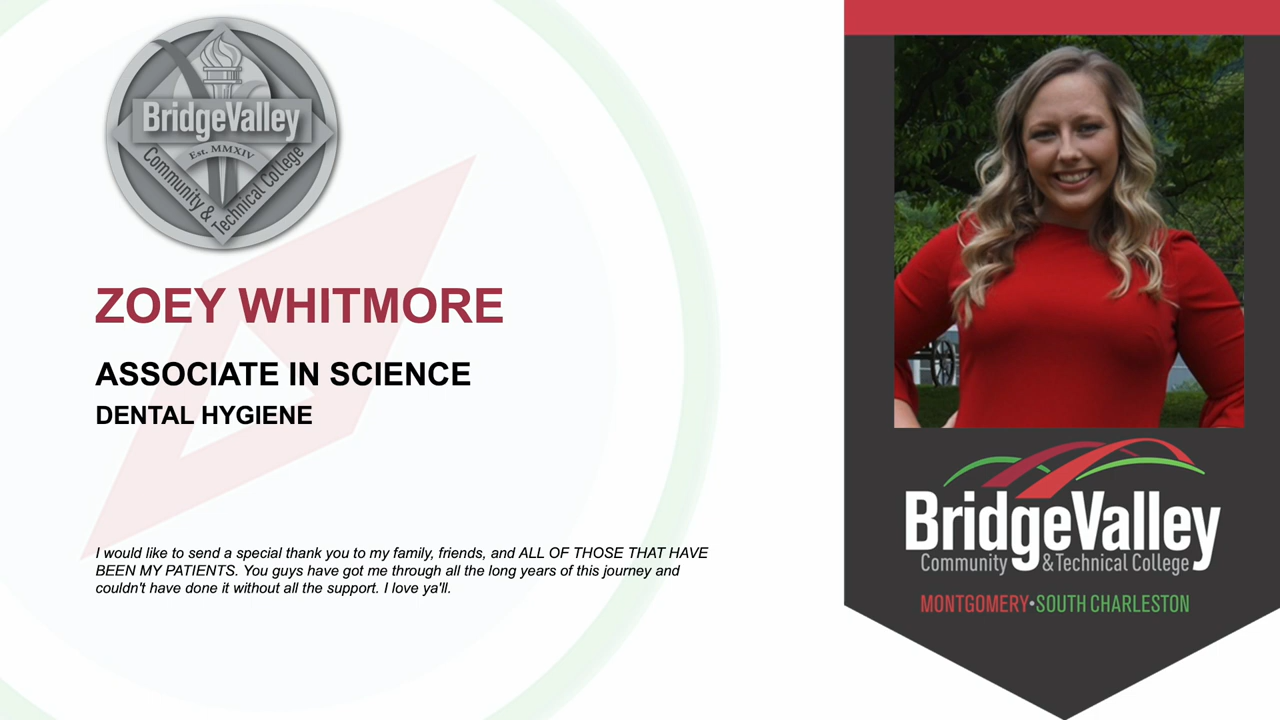 BridgeValley
Est. MMXIV
Community & Technical College
ZOEY WHITMORE
ASSOCIATE IN SCIENCE
DENTAL HYGIENE
I would like to send a special thank you to my family, friends, and ALL OF THOSE THAT HAVE
BEEN MY PATIENTS. You guys have got me through all the long years of this journey and
couldn't have done it without all the support. I love ya'll.
BridgeValley
Community & Technical College
MONTGOMERY•SOUTH CHARLESTON